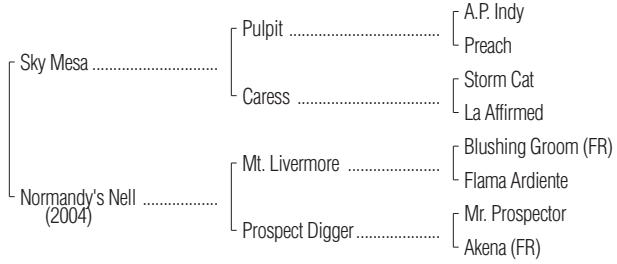 A.P. Indy
Pulpit ....................................
Preach
Sky Mesa ..............................
Storm Cat
Caress ..................................
La Affirmed
Blushing Groom (FR)
Mt. Livermore ......................
Flama Ardiente
Normandy's Nell ..................
(2004)
Mr. Prospector
Prospect Digger....................
Akena (FR)